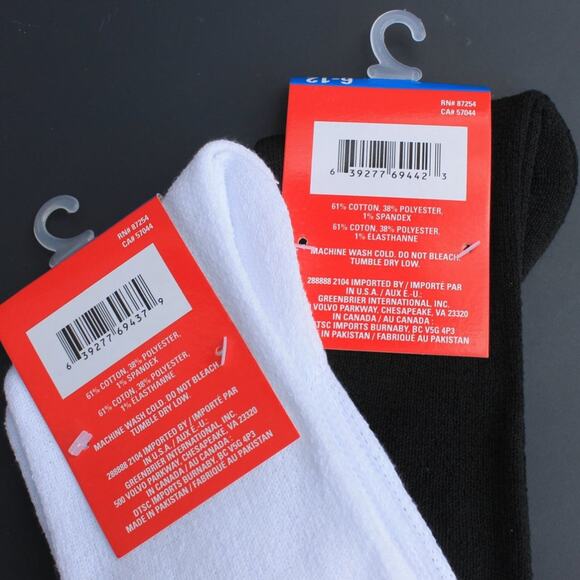 6-12
RN# 87254
CA# 57044
6 39277 69442 3
61% COTTON, 38% POLYESTER,
1% SPANDEX
61% COTON, 38% POLYESTER,
1% ÉLASTHANNE
MACHINE WASH COLD. DO NOT BLEACH.
TUMBLE DRY LOW.
288888 2104 IMPORTED BY / IMPORTÉ PAR
IN U.S.A. / AUX É.-U.:
GREENBRIER INTERNATIONAL, INC.
VOLVO PARKWAY, CHESAPEAKE, VA 23320
IN CANADA / AU CANADA :
DTSC IMPORTS BURNABY, BC V5G 4P3
IN PAKISTAN / FABRIQUÉ AU PAKISTAN
RN# 87254
CA# 57044
6 39277 69437 9
61% COTTON, 38% POLYESTER,
1% SPANDEX
61% COTON, 38% POLYESTER,
1% ÉLASTHANNE
MACHINE WASH COLD. DO NOT BLEACH.
TUMBLE DRY LOW.
288888 2104 IMPORTED BY / IMPORTÉ PAR
IN U.S.A. / AUX É.-U. :
GREENBRIER INTERNATIONAL, INC.
500 VOLVO PARKWAY, CHESAPEAKE, VA 23320
IN CANADA / AU CANADA :
DTSC IMPORTS BURNABY, BC V5G 4P3
MADE IN PAKISTAN / FABRIQUÉ AU PAKISTAN